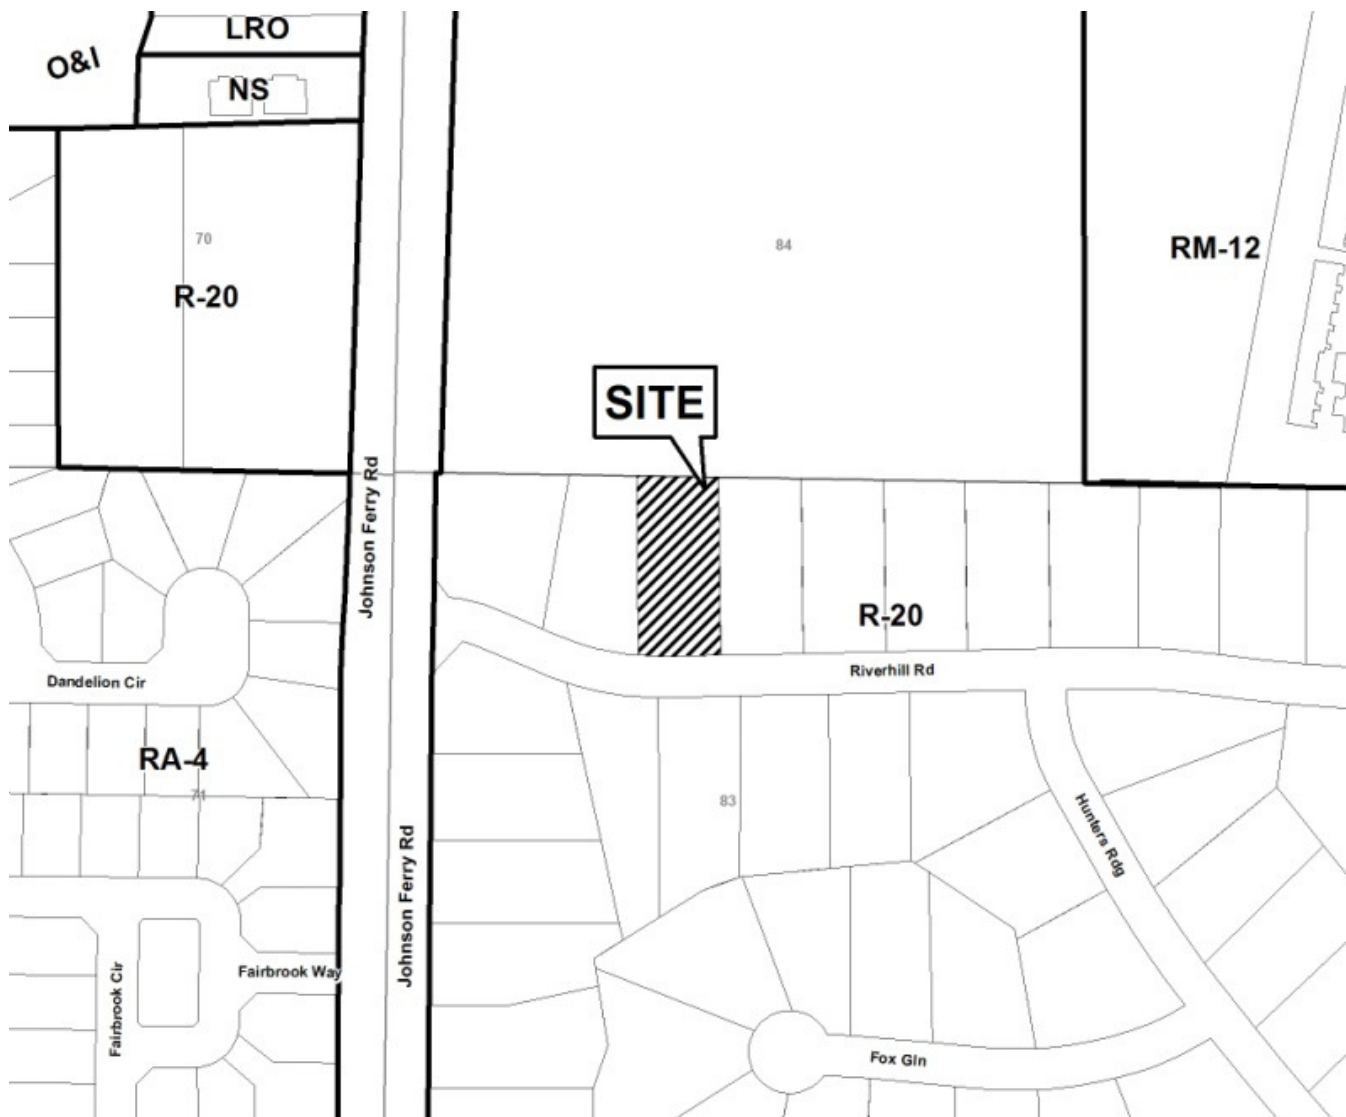 LRO
O&I
NS
70
84
RM-12
R-20
SITE
Johnson Ferry Rd
R-20
Riverhill Rd
Dandelion Cir
RA-4
71
83
Hunters Rdg
Johnson Ferry Rd
Fairbrook Way
Fairbrook Cir
Fox Gln